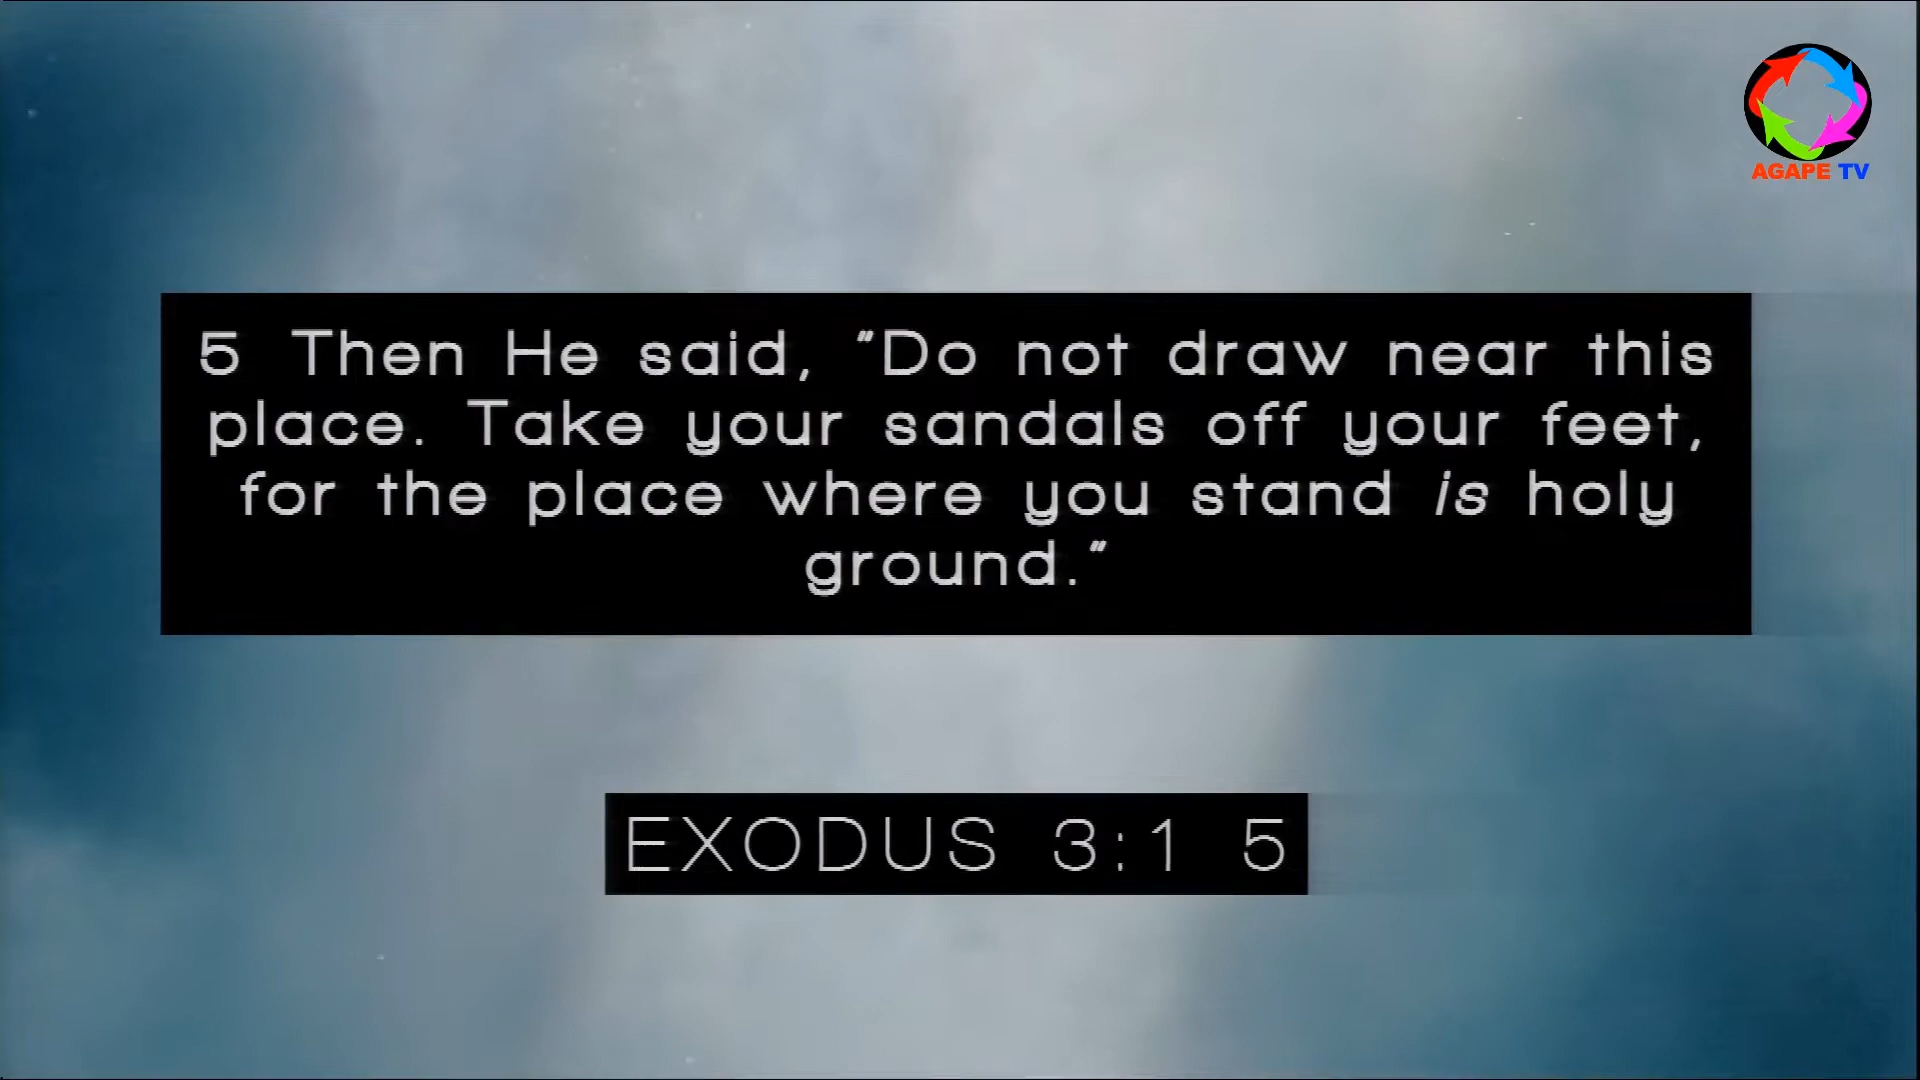 AGAPE TV
5 Then He said, "Do not draw near this
place. Take your sandals off your feet,
for the place where you stand is holy
ground."
EXODUS 3:1 5